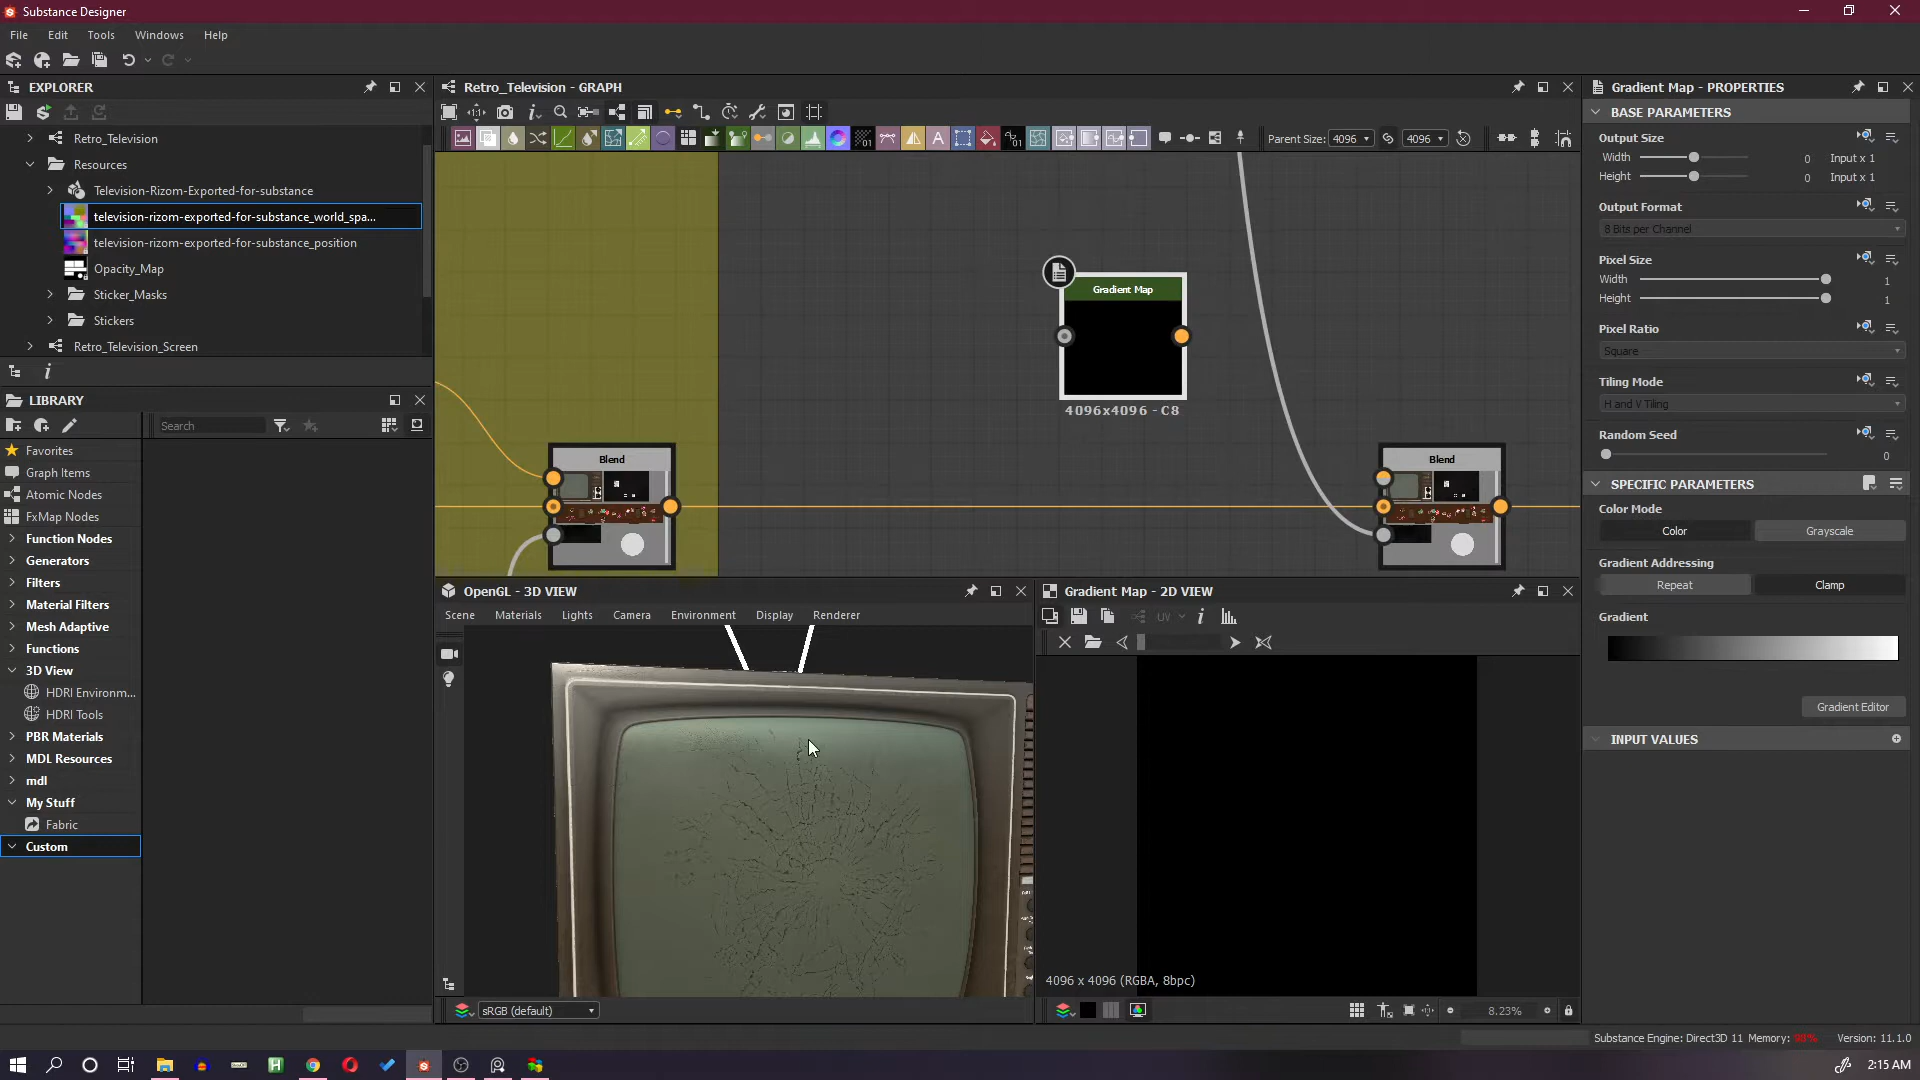 Substance Designer
File Edit Tools Windows Help
EXPLORER
Retro_Television
Resources
Television-Rizom-Exported-for-substance
television-rizom-exported-for-substance_world_spa...
television-rizom-exported-for-substance_position
Opacity_Map
Sticker_Masks
Stickers
Retro_Television_Screen
LIBRARY
Search
Favorites
Graph Items
Atomic Nodes
FxMap Nodes
Function Nodes
Generators
Filters
Material Filters
Mesh Adaptive
Functions
3D View
HDRI Environm...
HDRI Tools
PBR Materials
MDL Resources
mdl
My Stuff
Fabric
Custom
Retro_Television - GRAPH
Parent Size: 4096 4096
Gradient Map
4096x4096 - C8
Blend
Blend
OpenGL - 3D VIEW
Scene Materials Lights Camera Environment Display Renderer
sRGB (default)
Gradient Map - 2D VIEW
UV
4096 x 4096 (RGBA, 8bpc)
8.23%
Gradient Map - PROPERTIES
BASE PARAMETERS
Output Size
Width 0 Input x 1
Height 0 Input x 1
Output Format
8 Bits per Channel
Pixel Size
Width 1
Height 1
Pixel Ratio
Square
Tiling Mode
H and V Tiling
Random Seed
0
SPECIFIC PARAMETERS
Color Mode
Color Grayscale
Gradient Addressing
Repeat Clamp
Gradient
Gradient Editor
INPUT VALUES
Substance Engine: Direct3D 11 Memory: Version: 11.1.0
2:15 AM